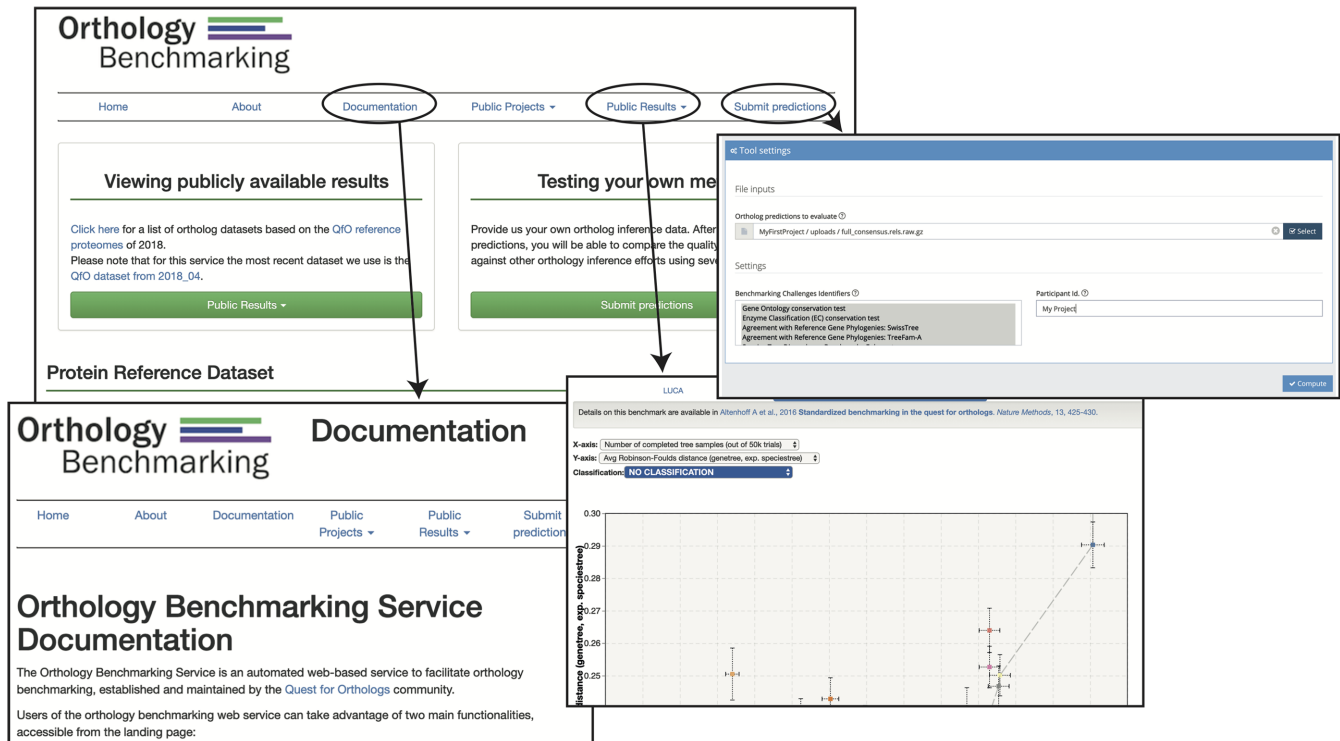 Orthology
Benchmarking
Home About Documentation Public Projects Public Results Submit predictions
Viewing publicly available results
Click here for a list of ortholog datasets based on the QfO reference
proteomes of 2018.
Please note that for this service the most recent dataset we use is the
QfO dataset from 2018_04.
Public Results
Testing your own me
Provide us your own ortholog inference data. After
predictions, you will be able to compare the quality
against other orthology inference efforts using seve
Submit predictions
Protein Reference Dataset
Tool settings
File inputs
Ortholog predictions to evaluate
MyFirstProject / uploads / full_consensus.rels.raw.gz
Select
Settings
Benchmarking Challenges Identifiers
Gene Ontology conservation test
Enzyme Classification (EC) conservation test
Agreement with Reference Gene Phylogenies: SwissTree
Agreement with Reference Gene Phylogenies: TreeFam-A
Participant Id.
My Project
Compute
Orthology
Benchmarking
Documentation
Home About Documentation Public Projects Public Results Submit prediction
Orthology Benchmarking Service
Documentation
The Orthology Benchmarking Service is an automated web-based service to facilitate orthology
benchmarking, established and maintained by the Quest for Orthologs community.
Users of the orthology benchmarking web service can take advantage of two main functionalities,
accessible from the landing page:
LUCA
Details on this benchmark are available in Altenhoff A et al., 2016 Standardized benchmarking in the quest for orthologs. Nature Methods, 13, 425-430.
X-axis: Number of completed tree samples (out of 50k trials)
Y-axis: Avg Robinson-Foulds distance (genetree, exp. speciestree)
Classification: NO CLASSIFICATION
0.30
0.29
0.28
0.27
0.26
0.25
distance (genetree, exp. speciestree)